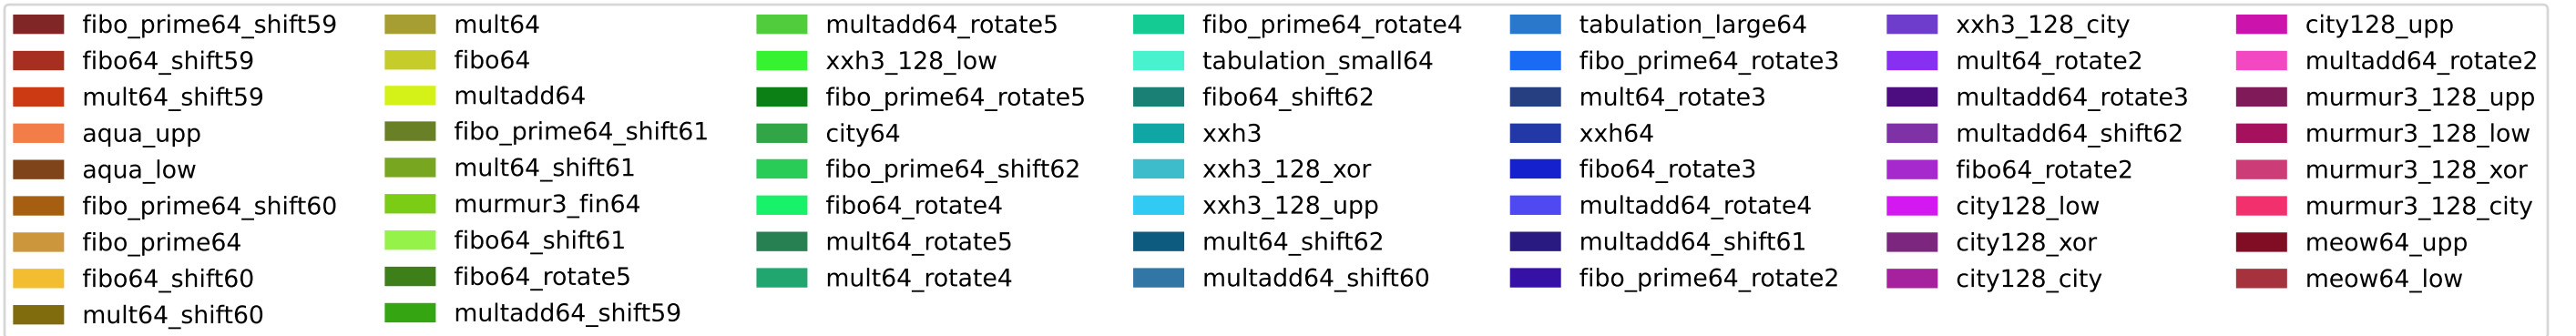 fibo_prime64_shift59
fibo64_shift59
mult64_shift59
aqua_upp
aqua_low
fibo_prime64_shift60
fibo_prime64
fibo64_shift60
mult64_shift60
mult64
fibo64
multadd64
fibo_prime64_shift61
mult64_shift61
murmur3_fin64
fibo64_shift61
fibo64_rotate5
multadd64_shift59
multadd64_rotate5
xxh3_128_low
fibo_prime64_rotate5
city64
fibo_prime64_shift62
fibo64_rotate4
mult64_rotate5
mult64_rotate4
fibo_prime64_rotate4
tabulation_small64
fibo64_shift62
xxh3
xxh3_128_xor
xxh3_128_upp
mult64_shift62
multadd64_shift60
tabulation_large64
fibo_prime64_rotate3
mult64_rotate3
xxh64
fibo64_rotate3
multadd64_rotate4
multadd64_shift61
fibo_prime64_rotate2
xxh3_128_city
mult64_rotate2
multadd64_rotate3
multadd64_shift62
fibo64_rotate2
city128_low
city128_xor
city128_city
city128_upp
multadd64_rotate2
murmur3_128_upp
murmur3_128_low
murmur3_128_xor
murmur3_128_city
meow64_upp
meow64_low